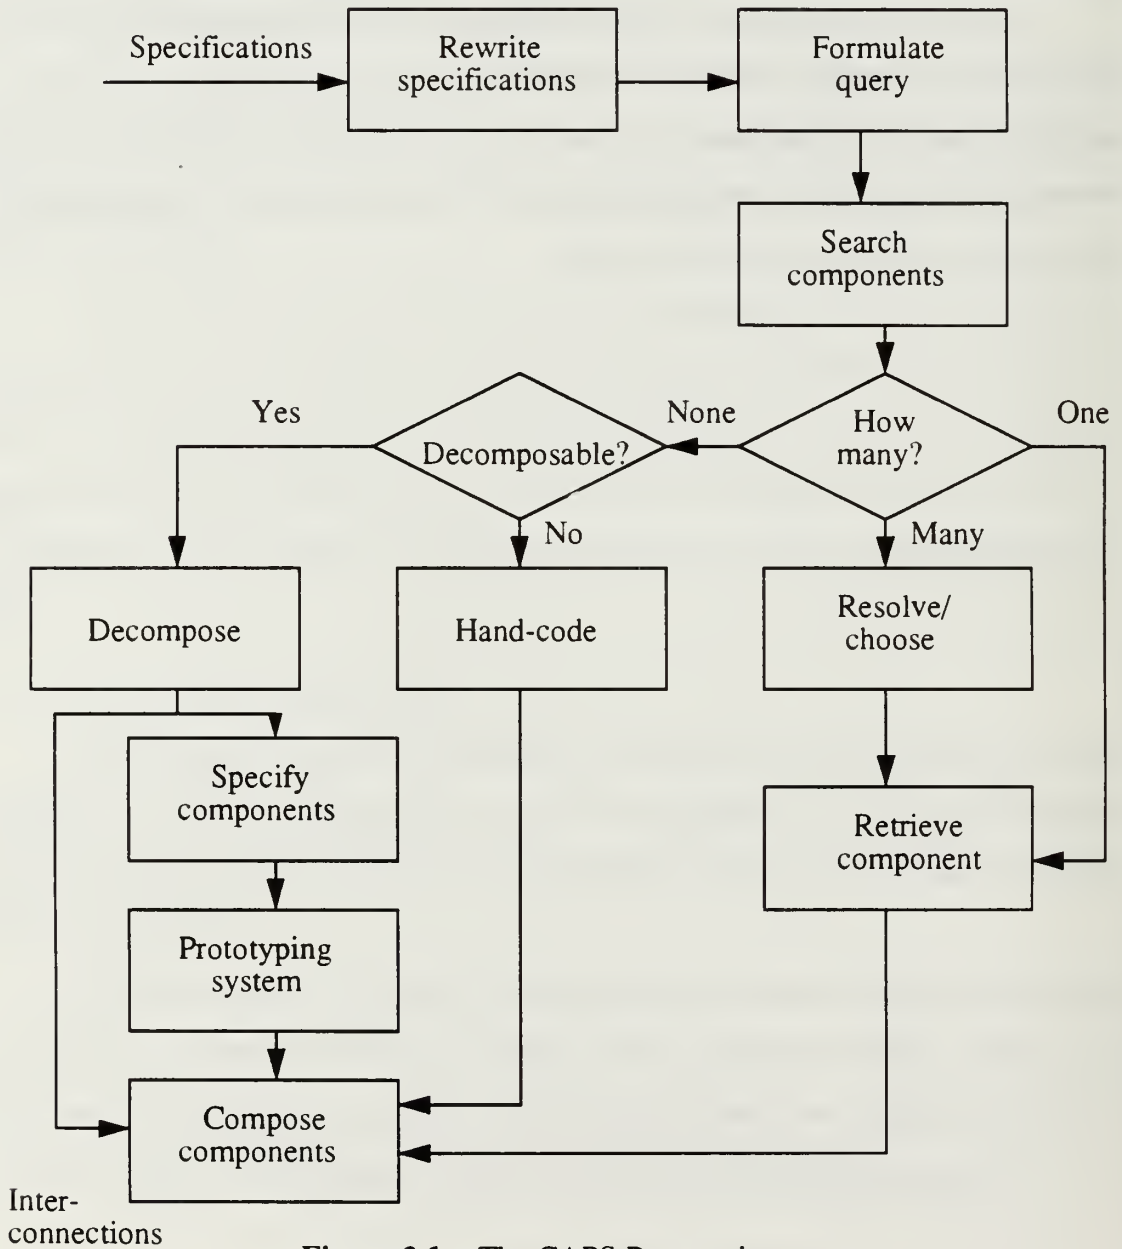 Specifications
Rewrite
specifications
Formulate
query
Search
components
Yes
Decomposable?
None
How
many?
One
No
Many
Decompose
Hand-code
Resolve/
choose
Specify
components
Retrieve
component
Prototyping
system
Compose
components
Inter-
connections